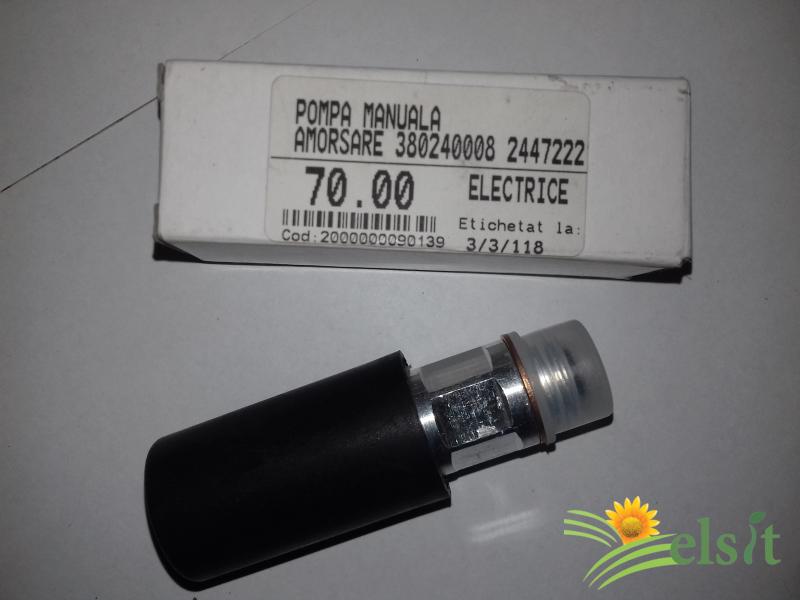 POMPA MANUALA
AMORSARE 380240008 2447222
70.00 ELECTRICE
Etichetat la:
Cod:2000000090139 3/3/118
elsit